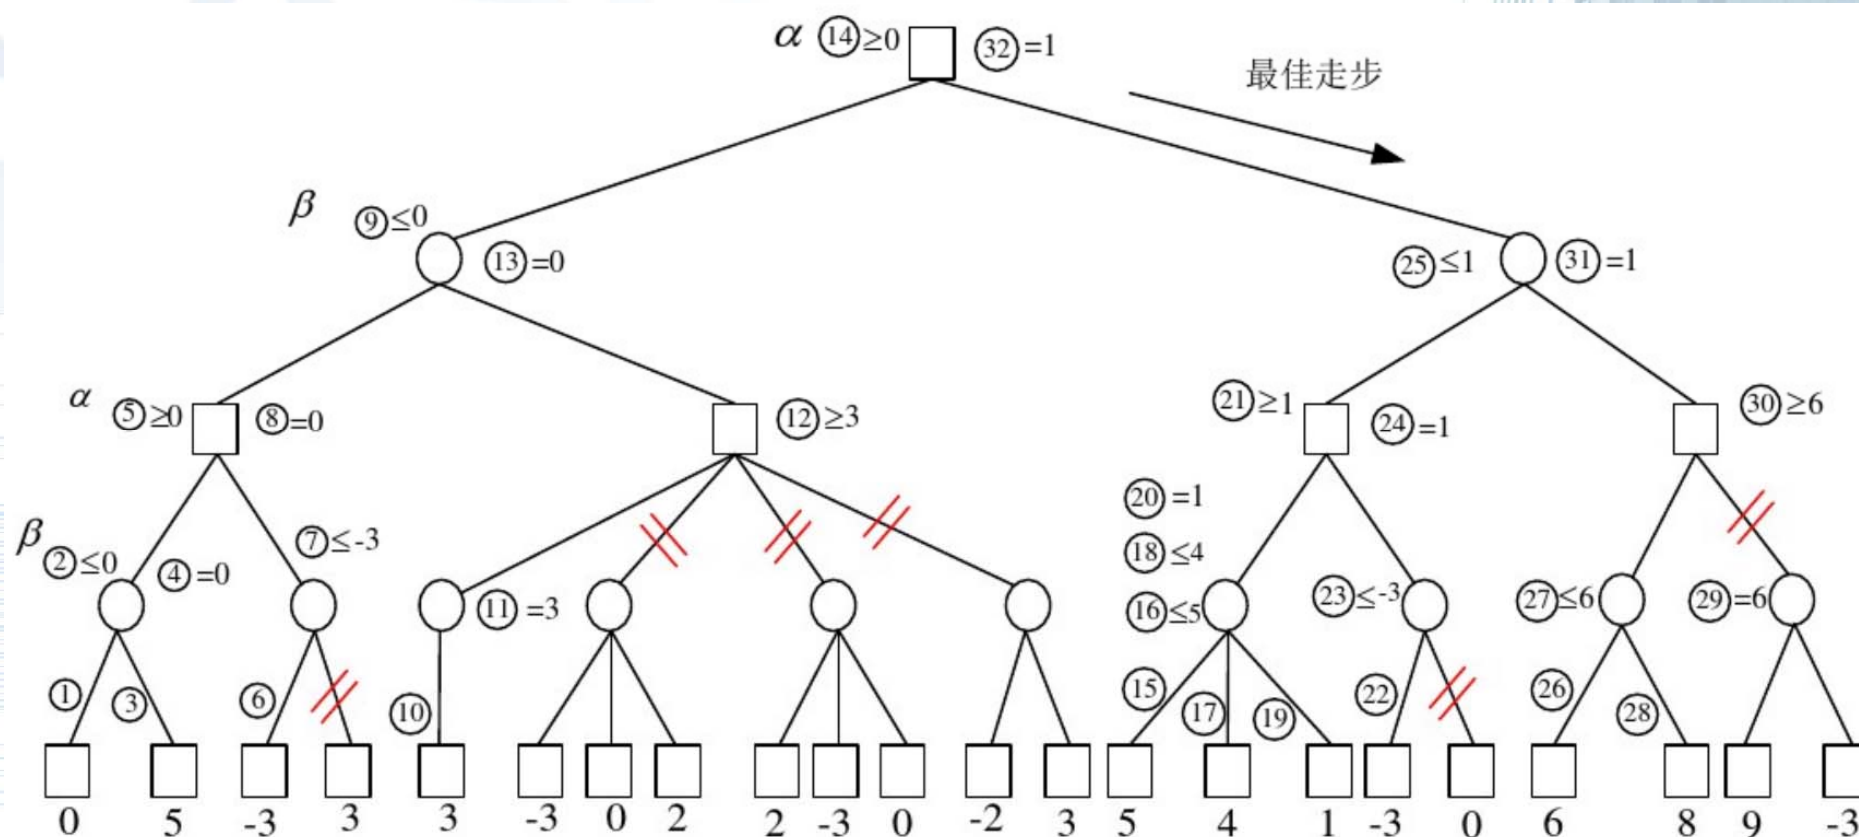 α ⑭≥0 ㉜=1
最佳走步
β ⑨≤0
⑬=0
㉕≤1 ㉛=1
α ⑤≥0 ⑧=0
⑫≥3
㉑≥1 ㉔=1
㉚≥6
⑳=1
⑱≤4
⑯≤5
β ②≤0 ④=0
⑦≤-3
⑪=3
㉓≤-3
㉗≤6 ㉙=6
① ③ ⑥ ⑩ ⑮ ⑰ ⑲ ㉒ ㉖ ㉘
0 5 -3 3 3 -3 0 2 2 -3 0 -2 3 5 4 1 -3 0 6 8 9 -3